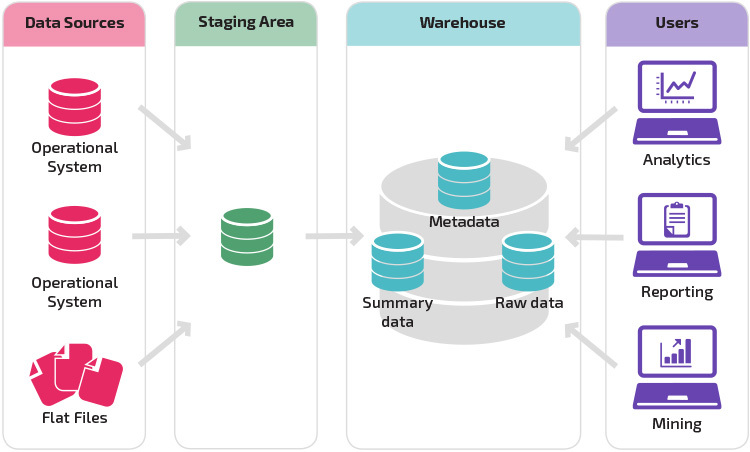 Data Sources
Staging Area
Warehouse
Users
Operational
System
Operational
System
Flat Files
Metadata
Summary
data
Raw data
Analytics
Reporting
Mining